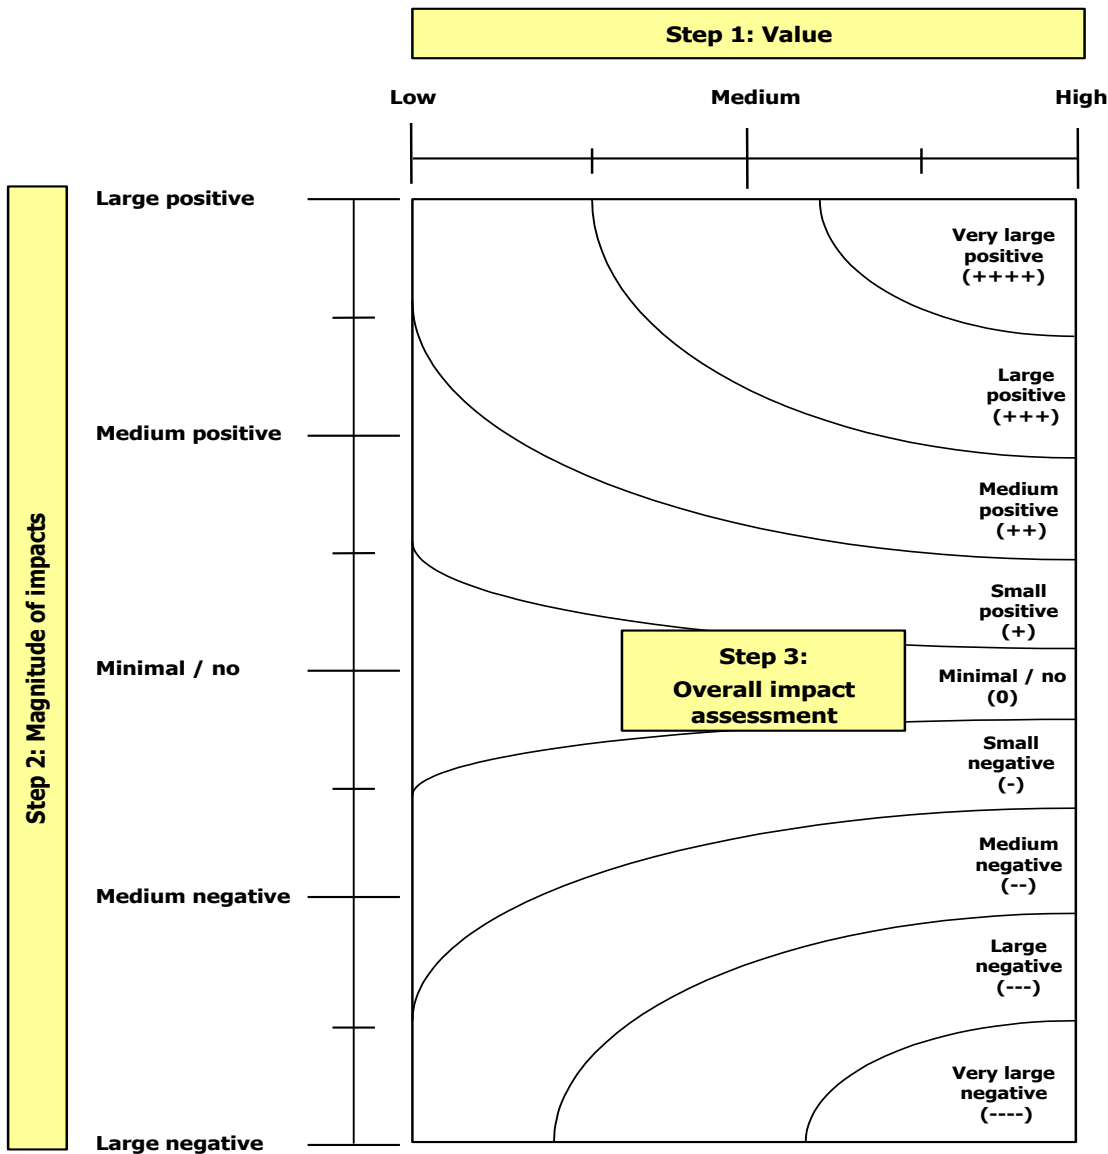 Step 1: Value
Low
Medium
High
Step 2: Magnitude of impacts
Large positive
Medium positive
Minimal / no
Medium negative
Large negative
Very large
positive
(++++)
Large
positive
(+++)
Medium
positive
(++)
Small
positive
(+)
Step 3:
Overall impact
assessment
Minimal / no
(0)
Small
negative
(-)
Medium
negative
(--)
Large
negative
(---)
Very large
negative
(----)